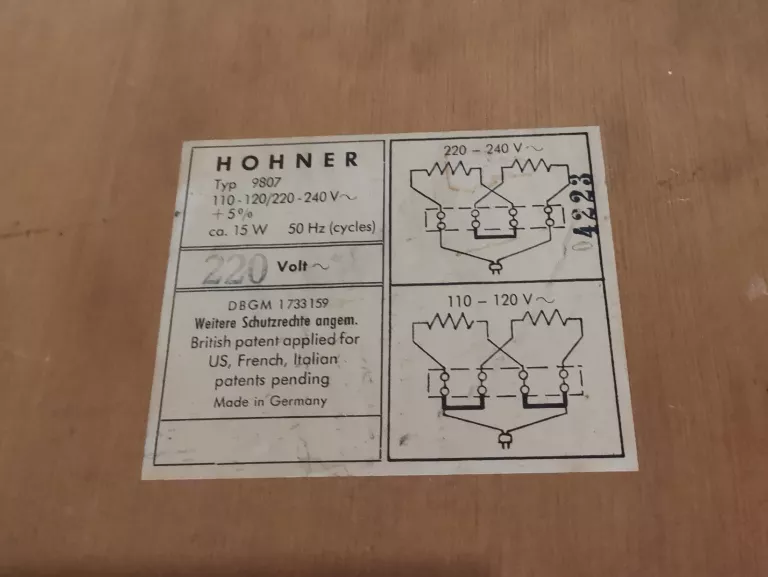 HOHNER
Typ 9807
110-120/220-240 V~
+5%
ca. 15 W 50 Hz (cycles)
220 Volt~
DBGM 1733159
Weitere Schutzrechte angem.
British patent applied for
US, French, Italian
patents pending
Made in Germany
220 – 240 V~
04223
110 – 120 V~